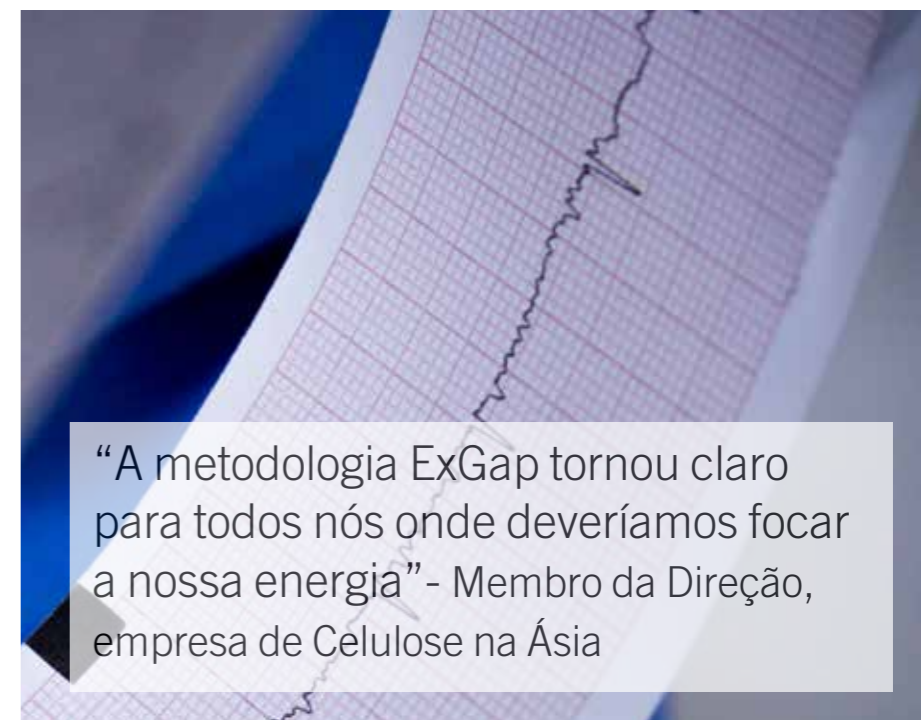 “A metodologia ExGap tornou claro
para todos nós onde deveríamos focar
a nossa energia”- Membro da Direção,
empresa de Celulose na Ásia